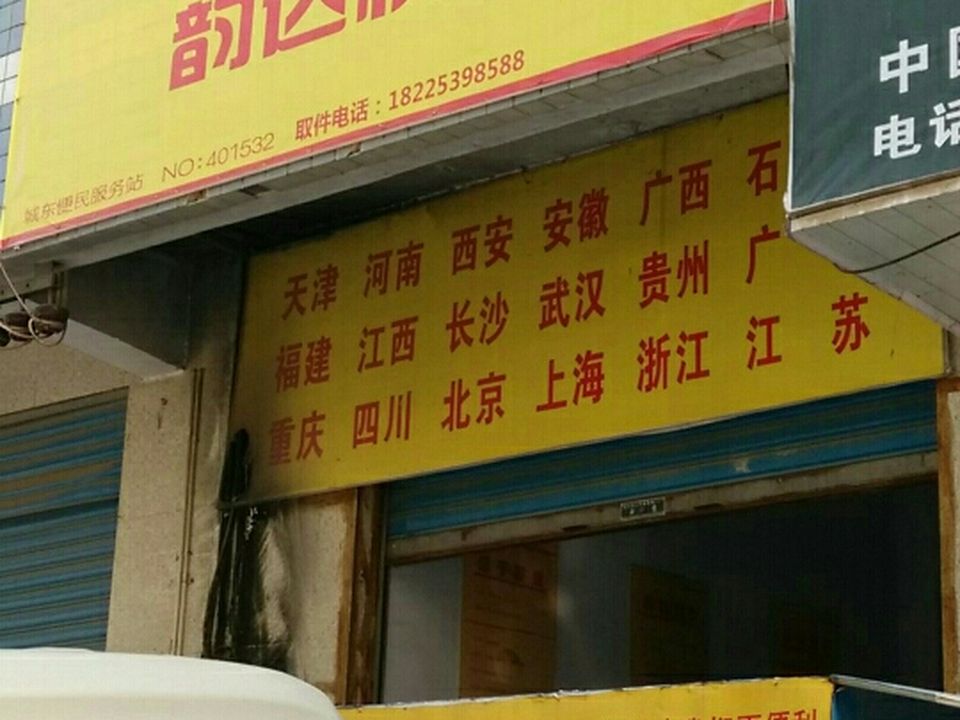 韵达
取件电话：18225398588
城东便民服务站 NO:401532
中
电话
天津 河南 西安 安徽 广西 石
福建 江西 长沙 武汉 贵州 广
重庆 四川 北京 上海 浙江 江 苏
便利